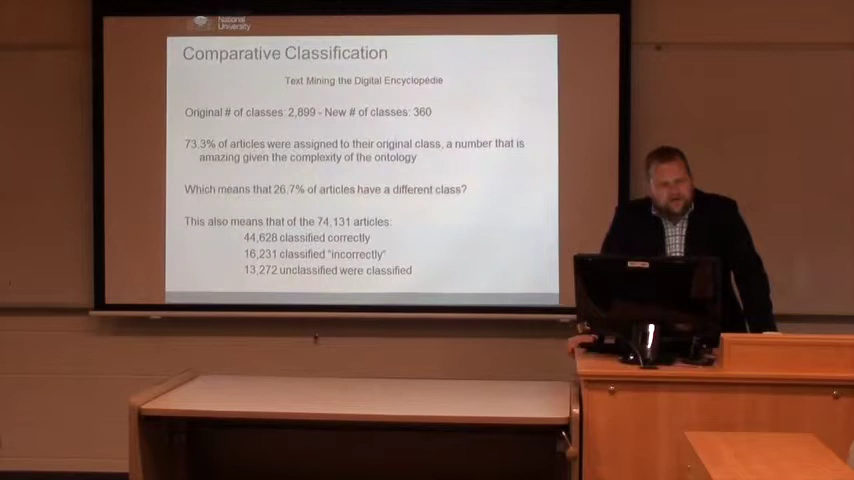 National
University
Comparative Classification
Text Mining the Digital Encyclopédie
Original # of classes: 2,899 - New # of classes: 360
73.3% of articles were assigned to their original class, a number that is
amazing given the complexity of the ontology
Which means that 26.7% of articles have a different class?
This also means that of the 74,131 articles:
44,628 classified correctly
16,231 classified "incorrectly"
13,272 unclassified were classified